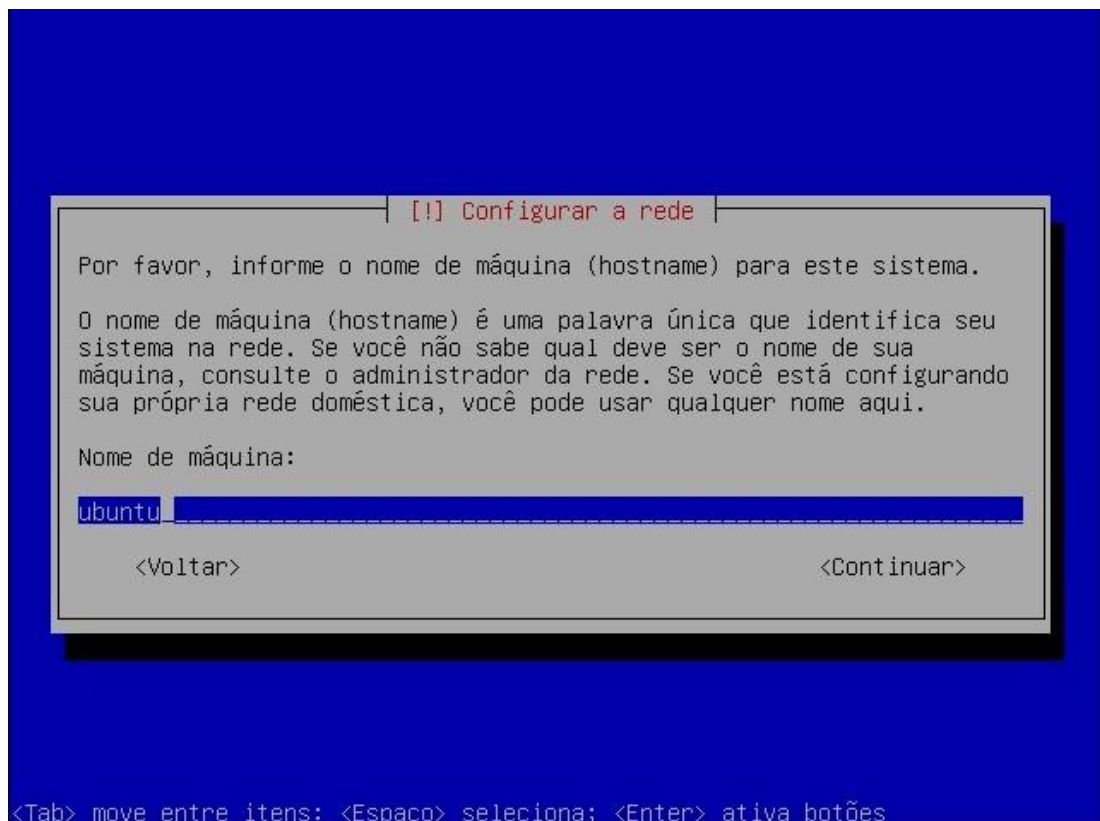 [!] Configurar a rede
Por favor, informe o nome de máquina (hostname) para este sistema.
O nome de máquina (hostname) é uma palavra única que identifica seu
sistema na rede. Se você não sabe qual deve ser o nome de sua
máquina, consulte o administrador da rede. Se você está configurando
sua própria rede doméstica, você pode usar qualquer nome aqui.
Nome de máquina:
ubuntu
<Voltar> <Continuar>
<Tab> move entre itens; <Espaço> seleciona; <Enter> ativa botões